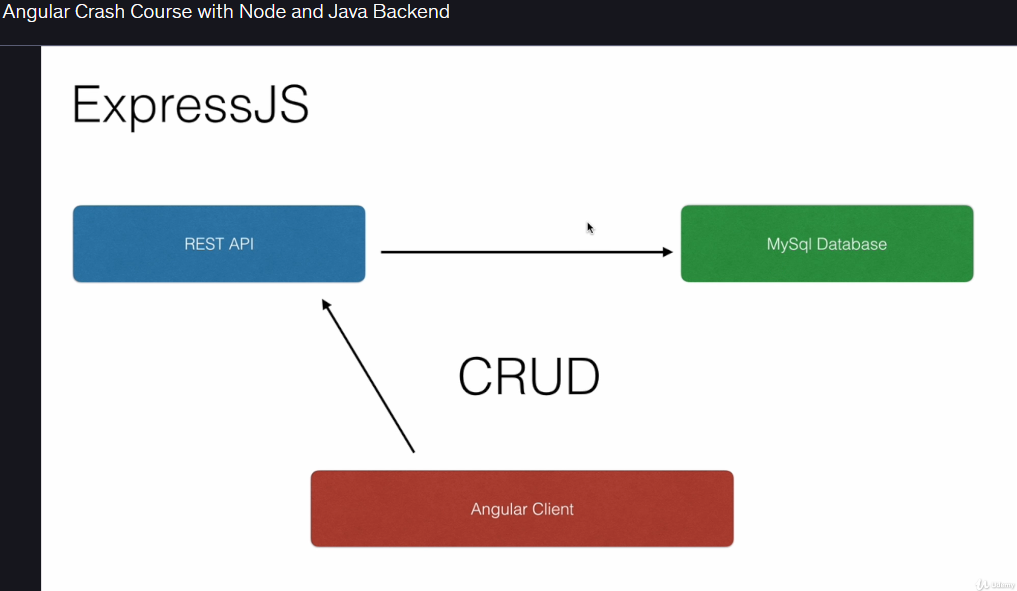 Angular Crash Course with Node and Java Backend
ExpressJS
REST API
MySql Database
CRUD
Angular Client
Udemy